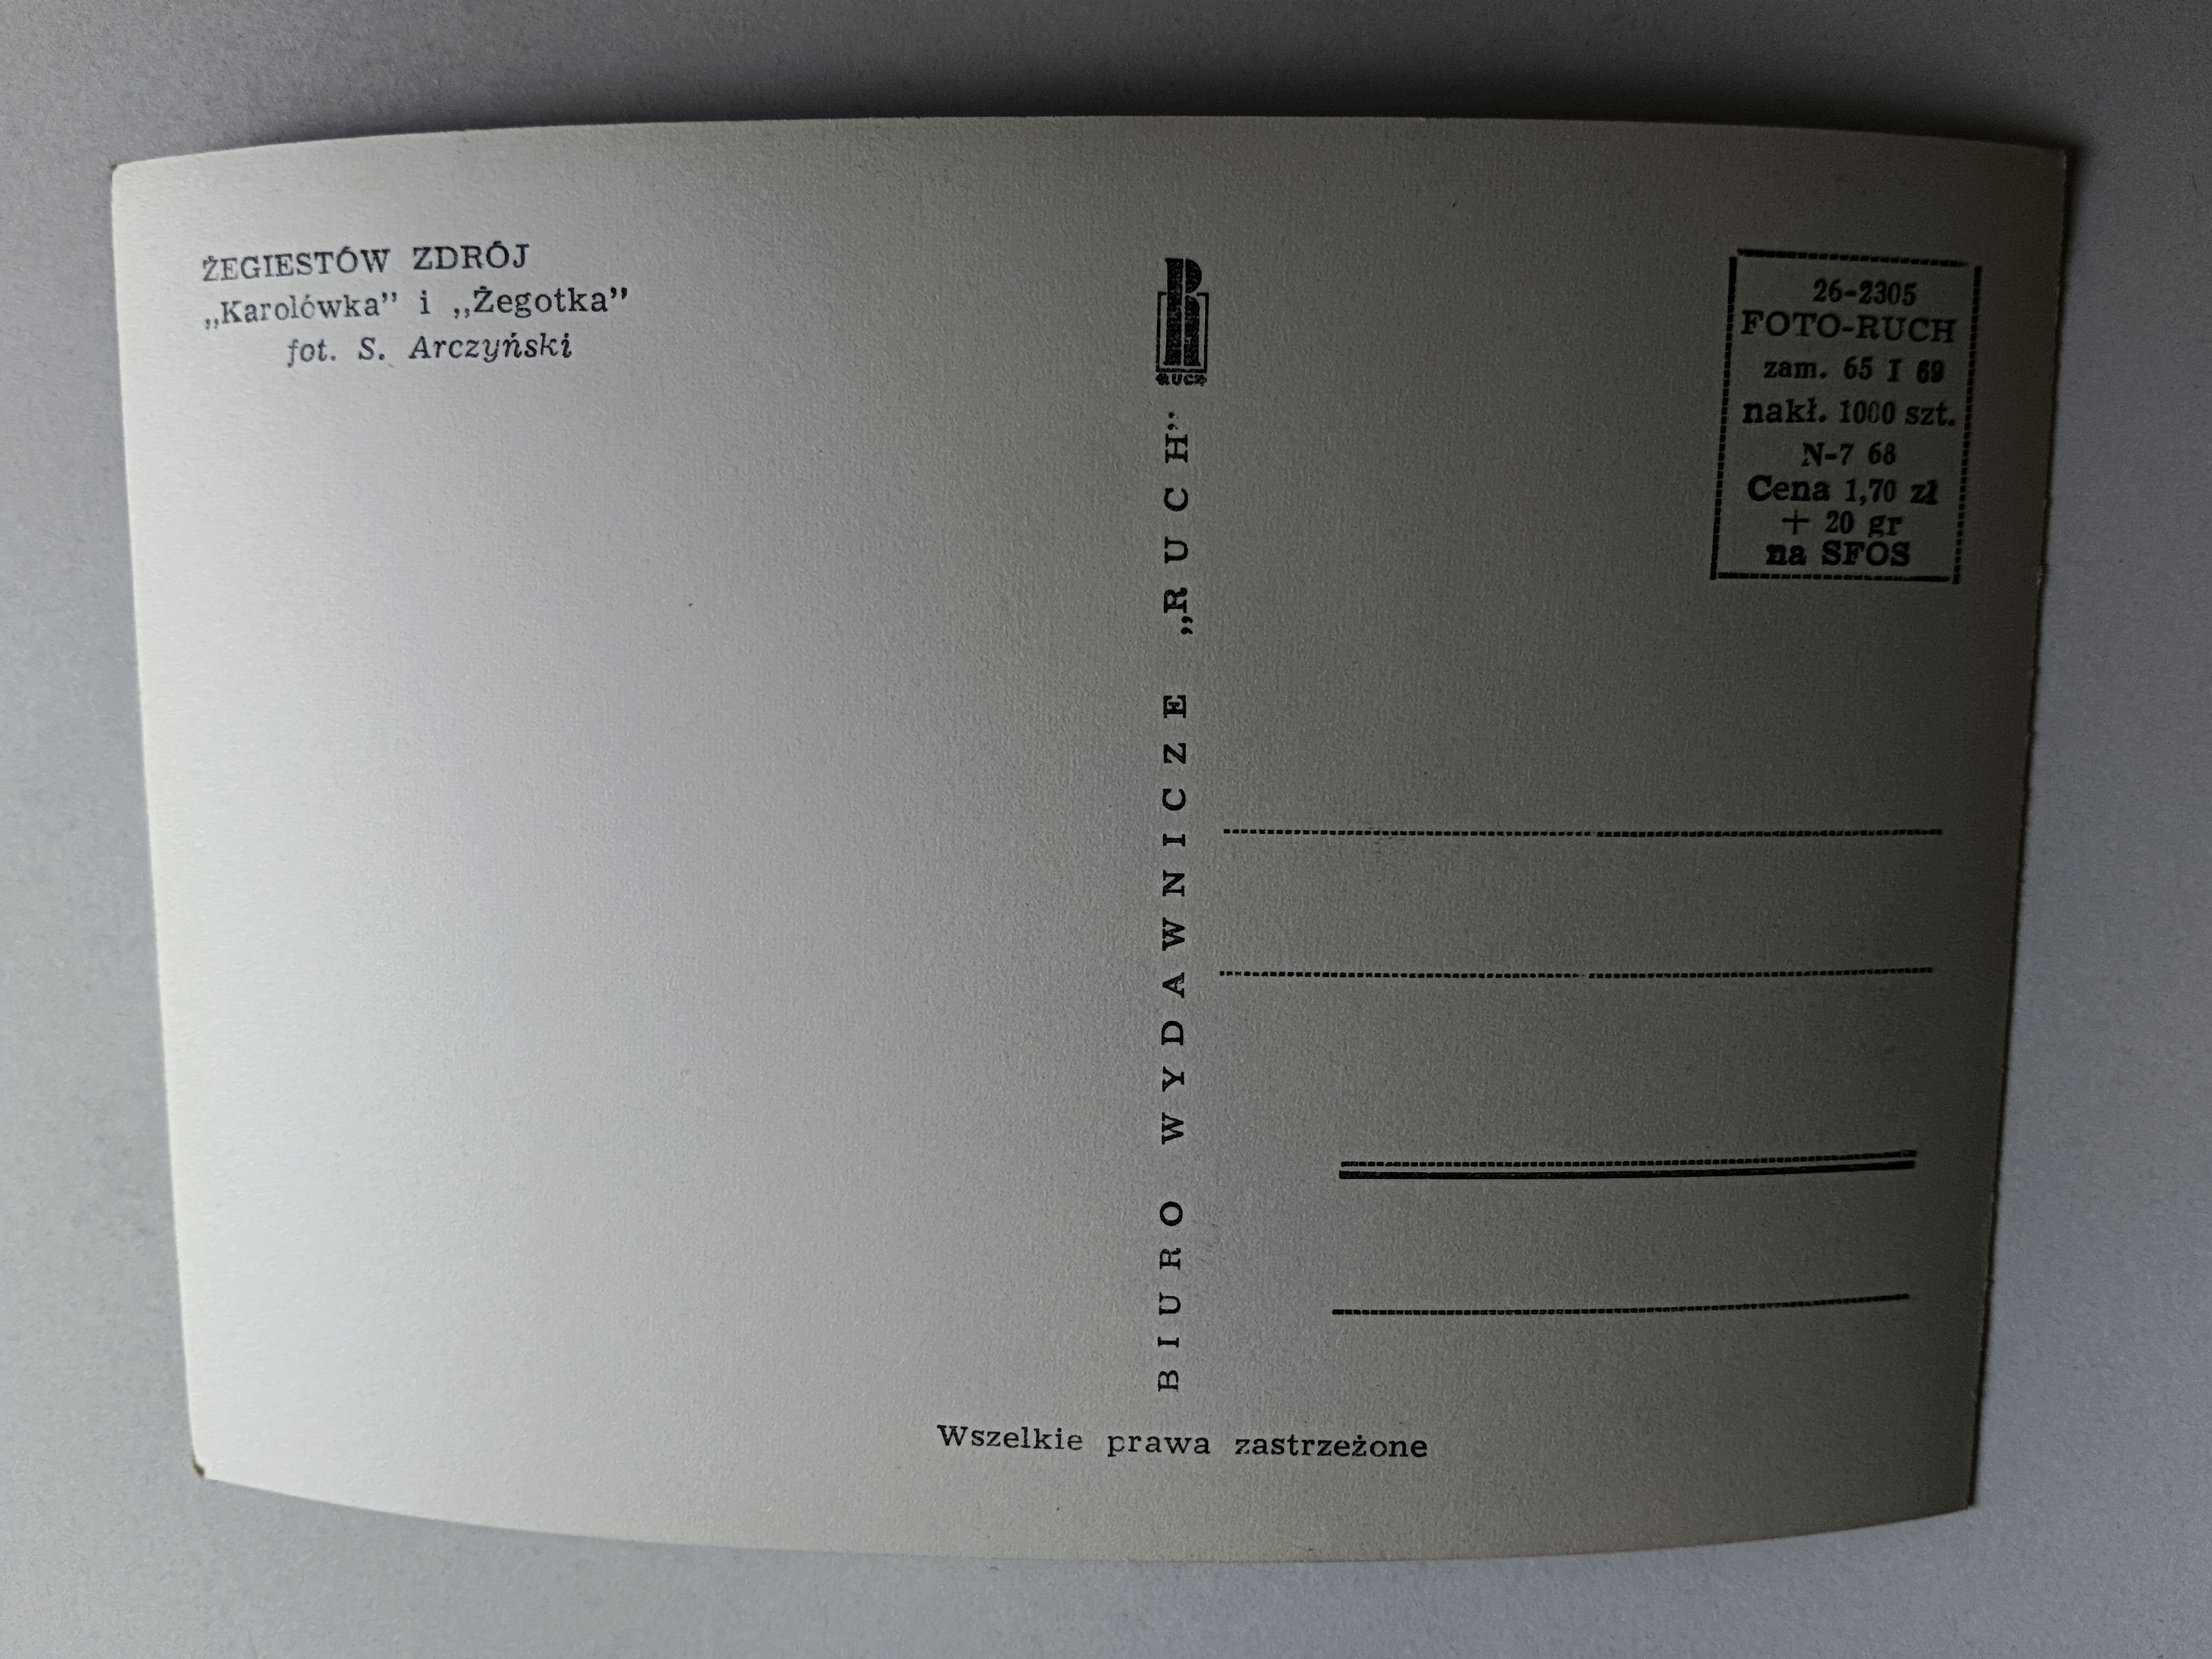 ŻEGIESTÓW ZDRÓJ
„Karolówka” i „Żegotka”
fot. S. Arczyński
RUCH
BIURO WYDAWNICZE „RUCH”
26-2305
FOTO-RUCH
zam. 65 I 69
nakł. 1000 szt.
N-7 68
Cena 1,70 zł
+ 20 gr
na SFOS
Wszelkie prawa zastrzeżone